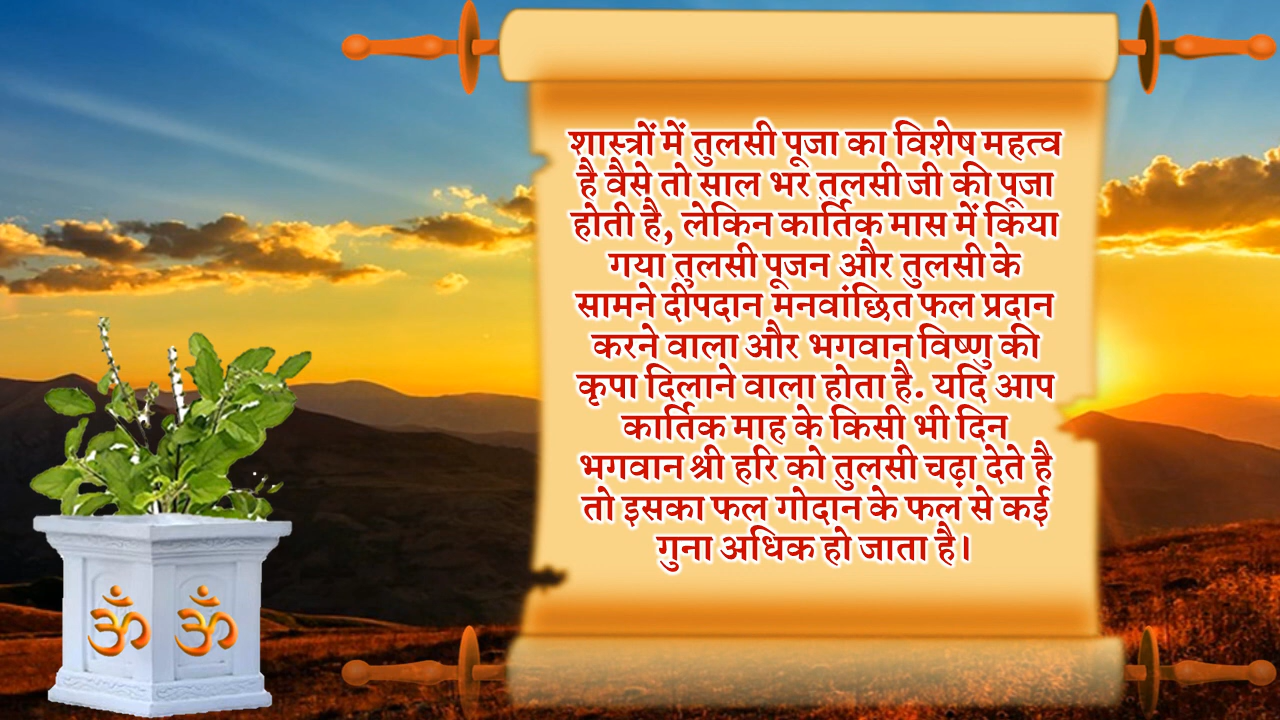 शास्त्रों में तुलसी पूजा का विशेष महत्व
है वैसे तो साल भर तुलसी जी की पूजा
होती है, लेकिन कार्तिक मास में किया
गया तुलसी पूजन और तुलसी के
सामने दीपदान मनवांछित फल प्रदान
करने वाला और भगवान विष्णु की
कृपा दिलाने वाला होता है. यदि आप
कार्तिक माह के किसी भी दिन
भगवान श्री हरि को तुलसी चढ़ा देते है
तो इसका फल गोदान के फल से कई
गुना अधिक हो जाता है।
ॐ ॐ